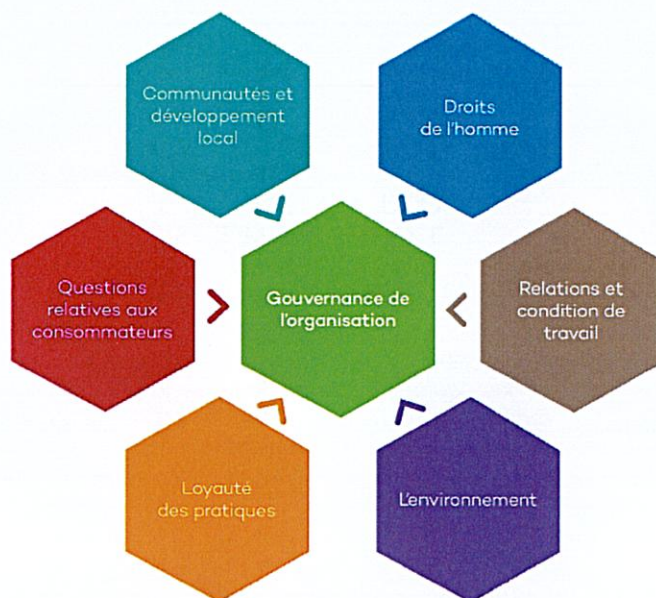 Communautés et
développement
local
Droits
de l'homme
Questions
relatives aux
consommateurs
Gouvernance de
l'organisation
Relations et
condition de
travail
Loyauté
des pratiques
L'environnement